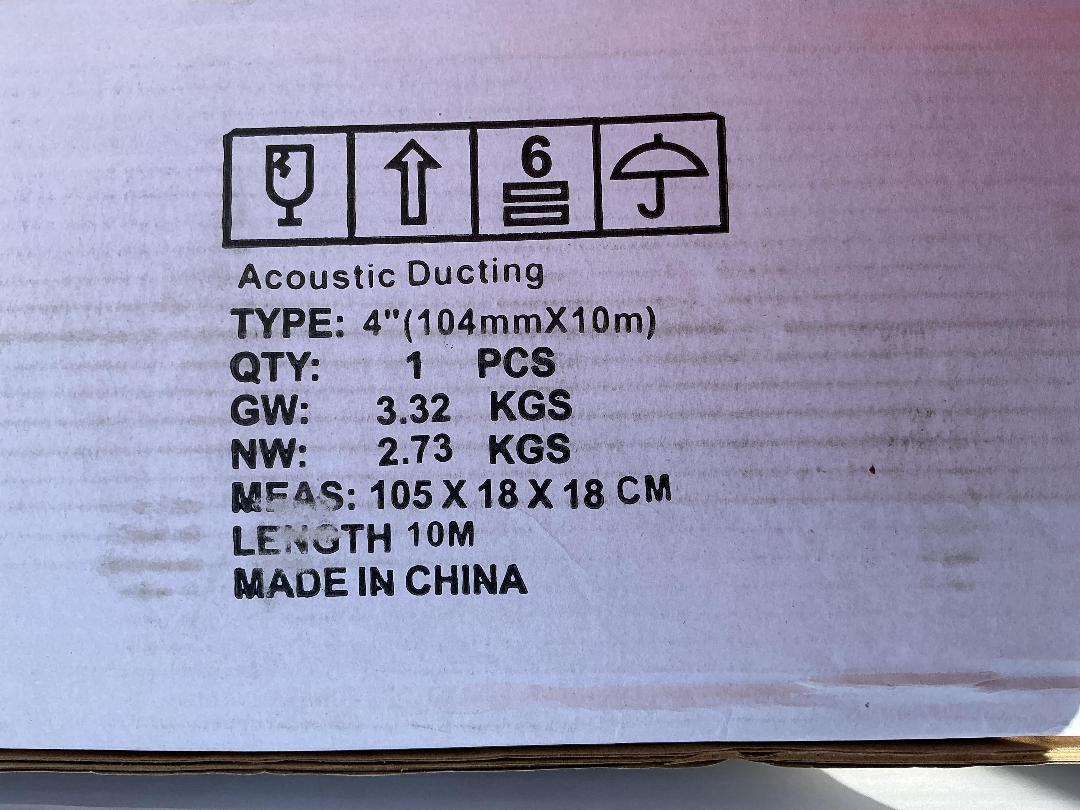 6
Acoustic Ducting
TYPE: 4"(104mmX10m)
QTY: 1 PCS
GW: 3.32 KGS
NW: 2.73 KGS
MEAS: 105 X 18 X 18 CM
LENGTH 10M
MADE IN CHINA